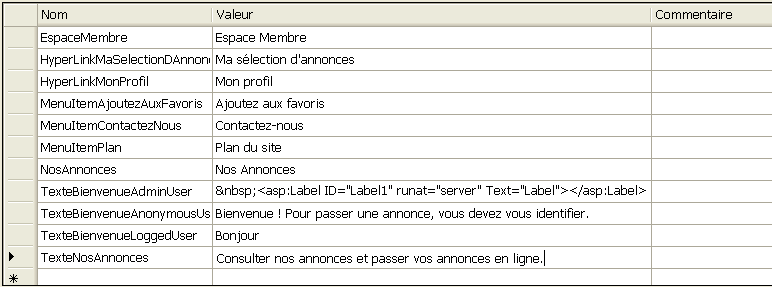 Nom Valeur Commentaire
EspaceMembre Espace Membre
HyperLinkMaSelectionDAnnon Ma sélection d'annonces
HyperLinkMonProfil Mon profil
MenuItemAjoutezAuxFavoris Ajoutez aux favoris
MenuItemContactezNous Contactez-nous
MenuItemPlan Plan du site
NosAnnonces Nos Annonces
TexteBienvenueAdminUser &nbsp;<asp:Label ID="Label1" runat="server" Text="Label"></asp:Label>
TexteBienvenueAnonymousUs Bienvenue ! Pour passer une annonce, vous devez vous identifier.
TexteBienvenueLoggedUser Bonjour
TexteNosAnnonces Consulter nos annonces et passer vos annonces en ligne.